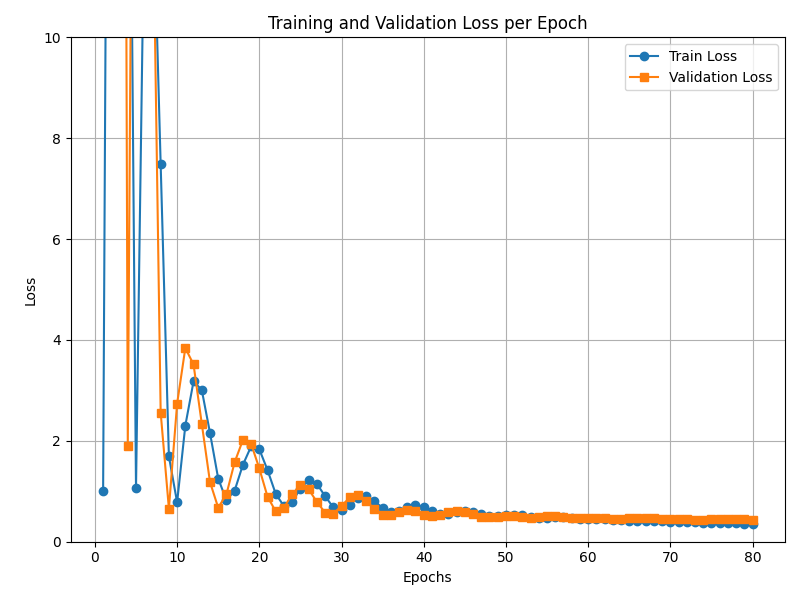 Training and Validation Loss per Epoch
Train Loss
Validation Loss
10
8
6
4
2
0
Loss
0 10 20 30 40 50 60 70 80
Epochs